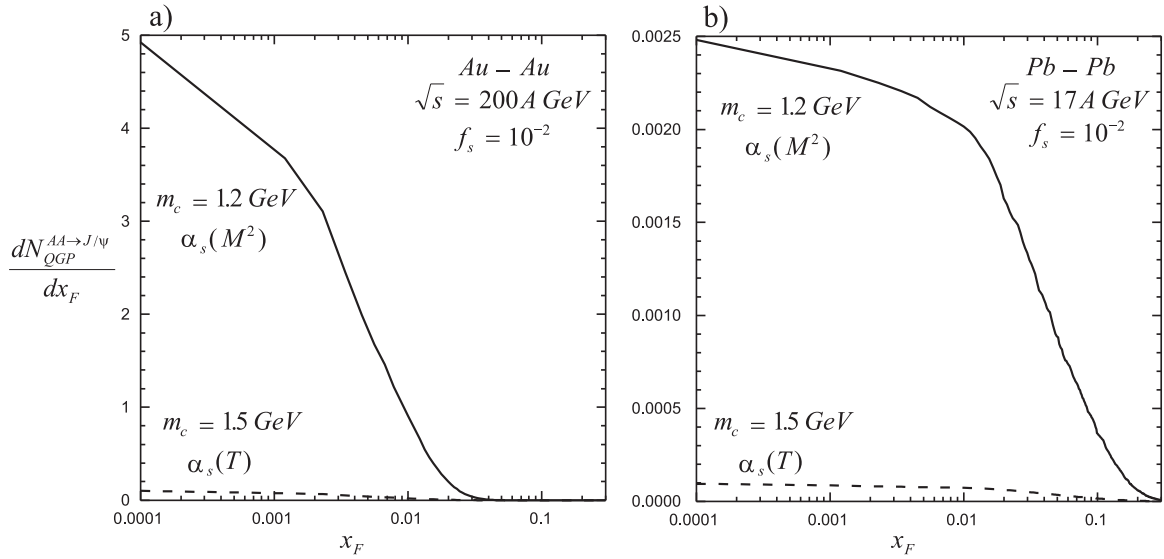 a)
Au – Au
√s = 200 A GeV
f_s = 10^-2
m_c = 1.2 GeV
α_s(M^2)
m_c = 1.5 GeV
α_s(T)
dN_QGP^AA→J/ψ
dx_F
5
4
3
2
1
0
0.0001
0.001
0.01
0.1
x_F
b)
Pb – Pb
√s = 17 A GeV
f_s = 10^-2
m_c = 1.2 GeV
α_s(M^2)
m_c = 1.5 GeV
α_s(T)
0.0025
0.0020
0.0015
0.0010
0.0005
0.0000
0.0001
0.001
0.01
0.1
x_F